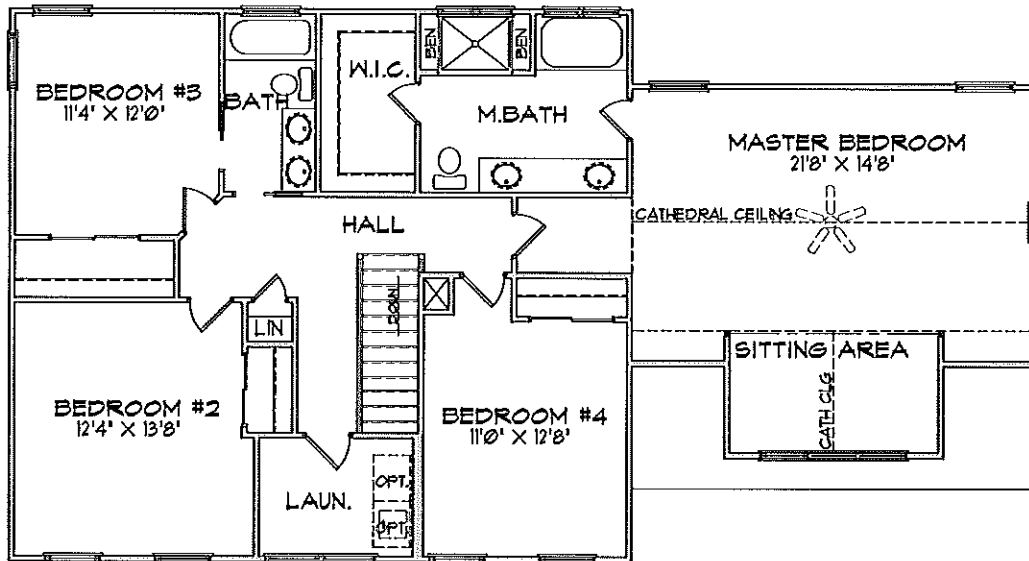 BEN
BEN
W.I.C.
BEDROOM #3
11'4" X 12'0"
BATH
M.BATH
MASTER BEDROOM
21'8" X 14'8"
CATHEDRAL CEILING
HALL
DOWN
LIN
SITTING AREA
CATH CLG
BEDROOM #2
12'4" X 13'8"
BEDROOM #4
11'0" X 12'8"
LAUN.
OPT.
OPT.